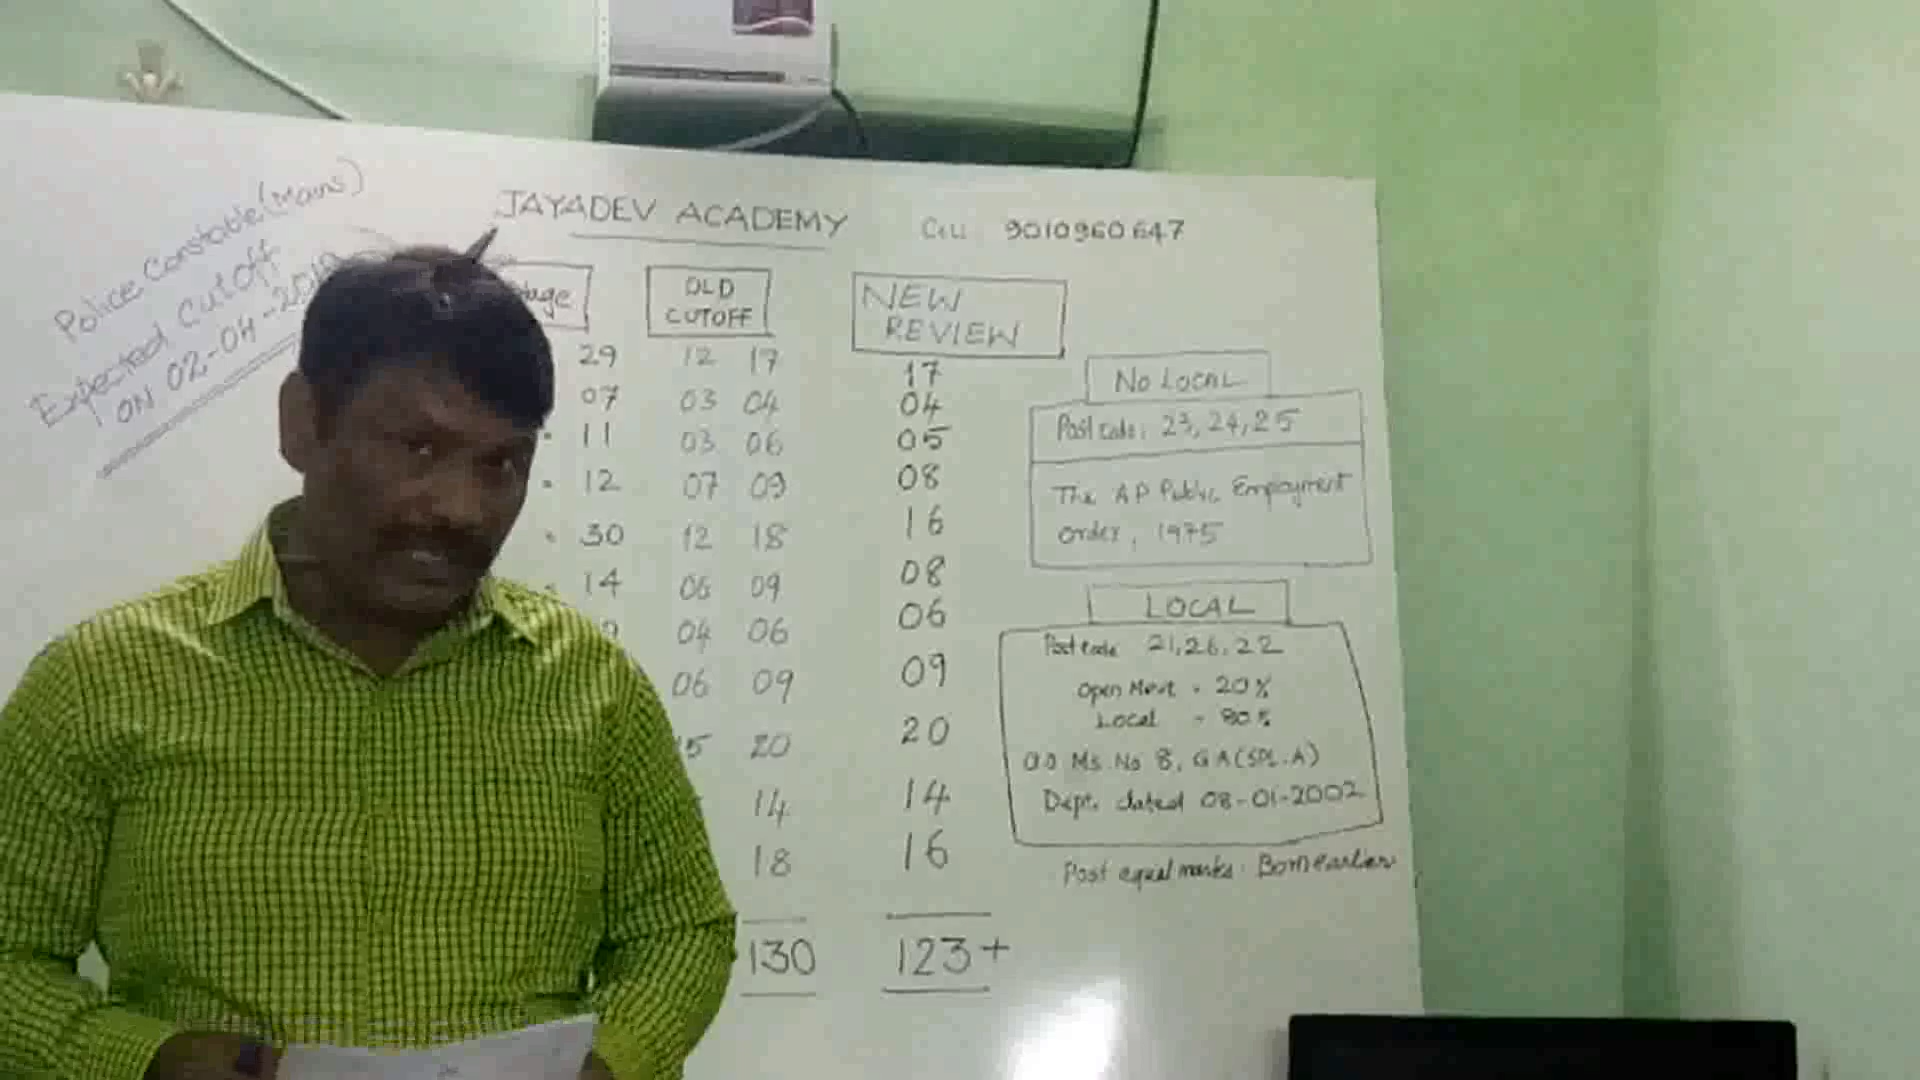 Police Constable (Mains)
Expected Cutoff
ON 02-04-2019
JAYADEV ACADEMY
Cell 9010960647
OLD
CUTOFF
NEW
REVIEW
29 12 17 17
07 03 04 04
11 03 06 05
12 07 09 08
30 12 18 16
14 06 09 08
04 06 06
06 09 09
15 20 20
14 14
18 16
130 123+
NO LOCAL
Post code: 23, 24, 25
The AP Public Employment
order, 1975
LOCAL
Post code 21, 26, 22
Open Merit = 20%
Local = 80%
G.O Ms. No 8, GA (SPL.A)
Dept. dated 08-01-2002
Post equal marks: Born earlier